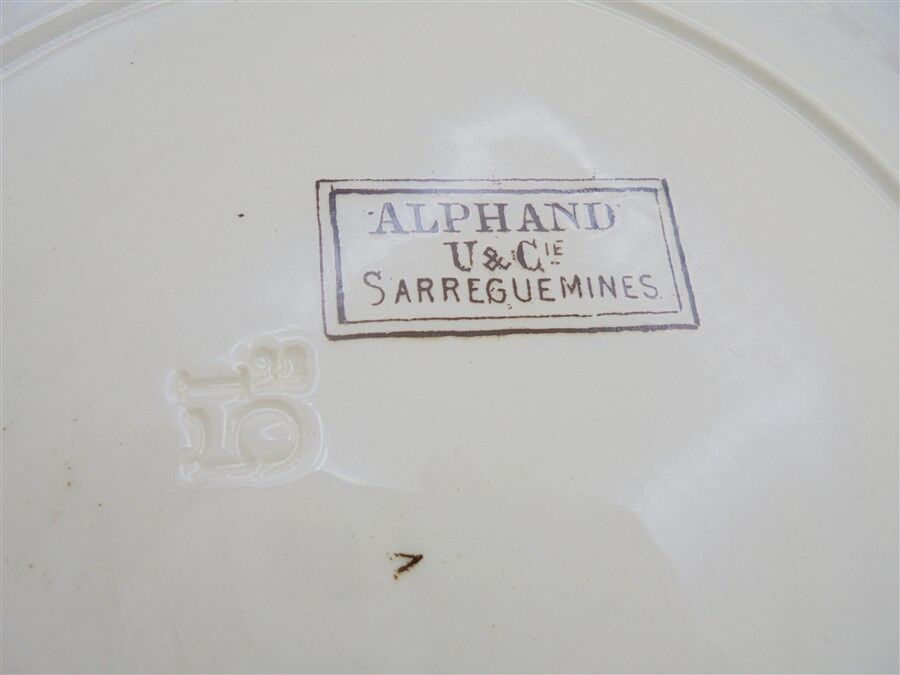 ALPHAND
U & CIE
SARREGUEMINES